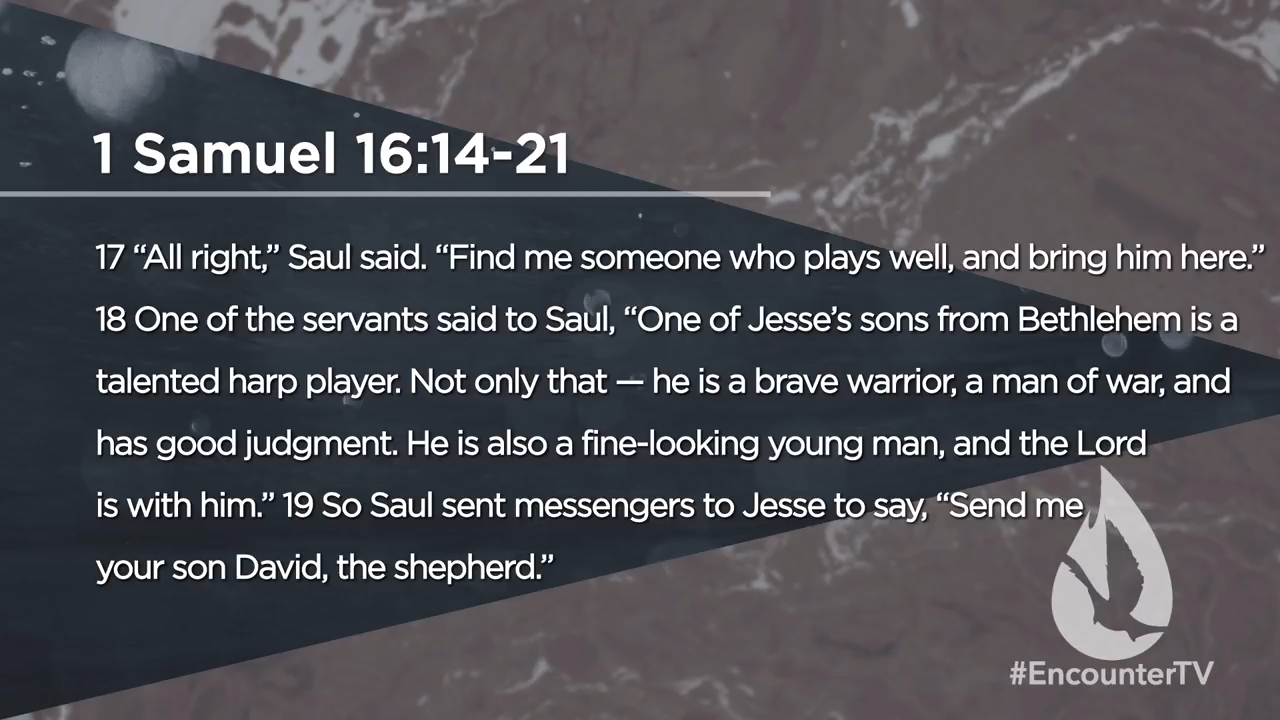 1 Samuel 16:14-21
17 “All right,” Saul said. “Find me someone who plays well, and bring him here.”
18 One of the servants said to Saul, “One of Jesse’s sons from Bethlehem is a
talented harp player. Not only that — he is a brave warrior, a man of war, and
has good judgment. He is also a fine-looking young man, and the Lord
is with him.” 19 So Saul sent messengers to Jesse to say, “Send me
your son David, the shepherd.”
#EncounterTV